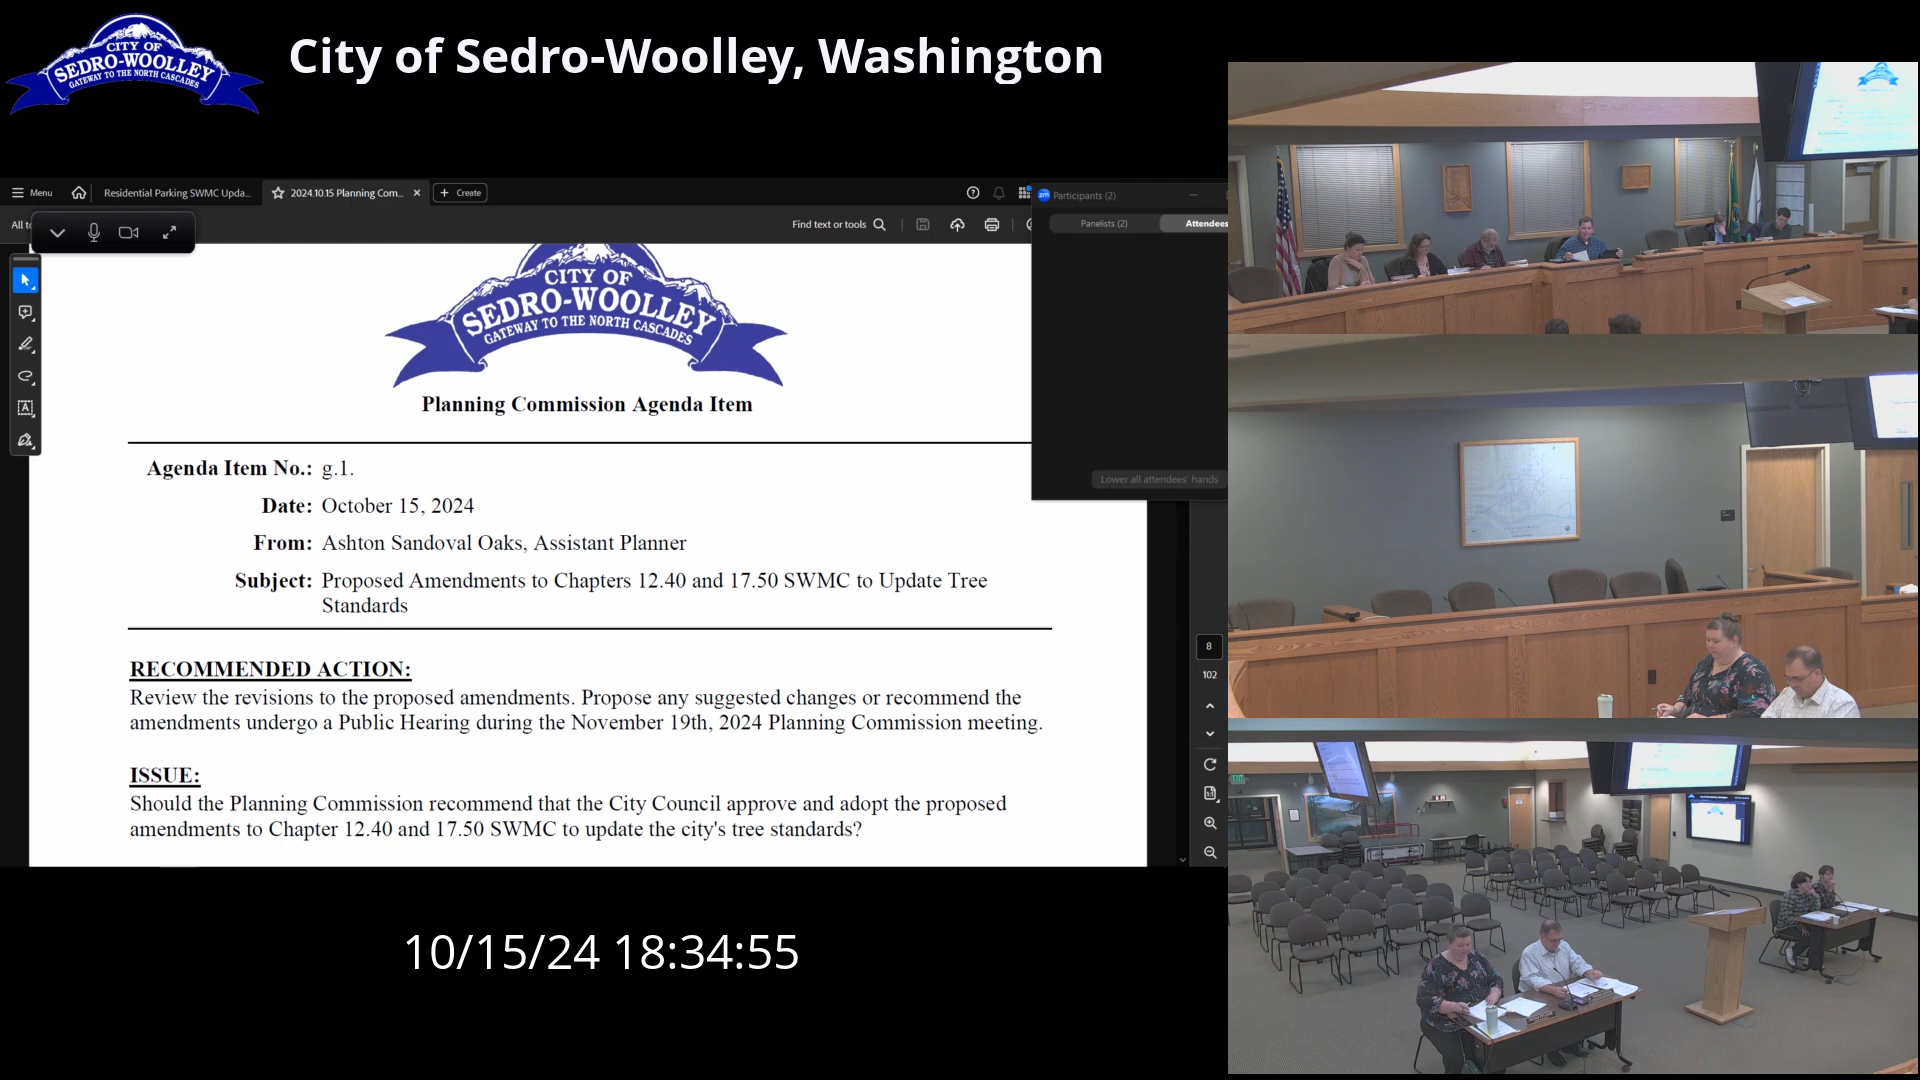 CITY OF
SEDRO-WOOLLEY
GATEWAY TO THE NORTH CASCADES
City of Sedro-Woolley, Washington
Menu
Residential Parking SWMC Upda...
2024.10.15 Planning Com...
Create
Participants (2)
All to
Find text or tools
Panelists (2)
Attendees
CITY OF
SEDRO-WOOLLEY
GATEWAY TO THE NORTH CASCADES
Planning Commission Agenda Item
Agenda Item No.: g.1.
Date: October 15, 2024
From: Ashton Sandoval Oaks, Assistant Planner
Subject: Proposed Amendments to Chapters 12.40 and 17.50 SWMC to Update Tree
Standards
Lower all attendees' hands
8
102
RECOMMENDED ACTION:
Review the revisions to the proposed amendments. Propose any suggested changes or recommend the
amendments undergo a Public Hearing during the November 19th, 2024 Planning Commission meeting.
ISSUE:
Should the Planning Commission recommend that the City Council approve and adopt the proposed
amendments to Chapter 12.40 and 17.50 SWMC to update the city's tree standards?
10/15/24 18:34:55